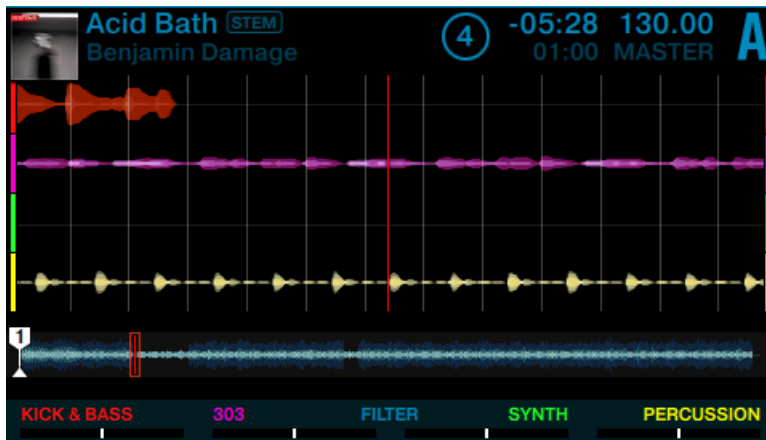 Acid Bath STEM
Benjamin Damage
4
-05:28 130.00
01:00 MASTER
A
1
KICK & BASS 303 FILTER SYNTH PERCUSSION